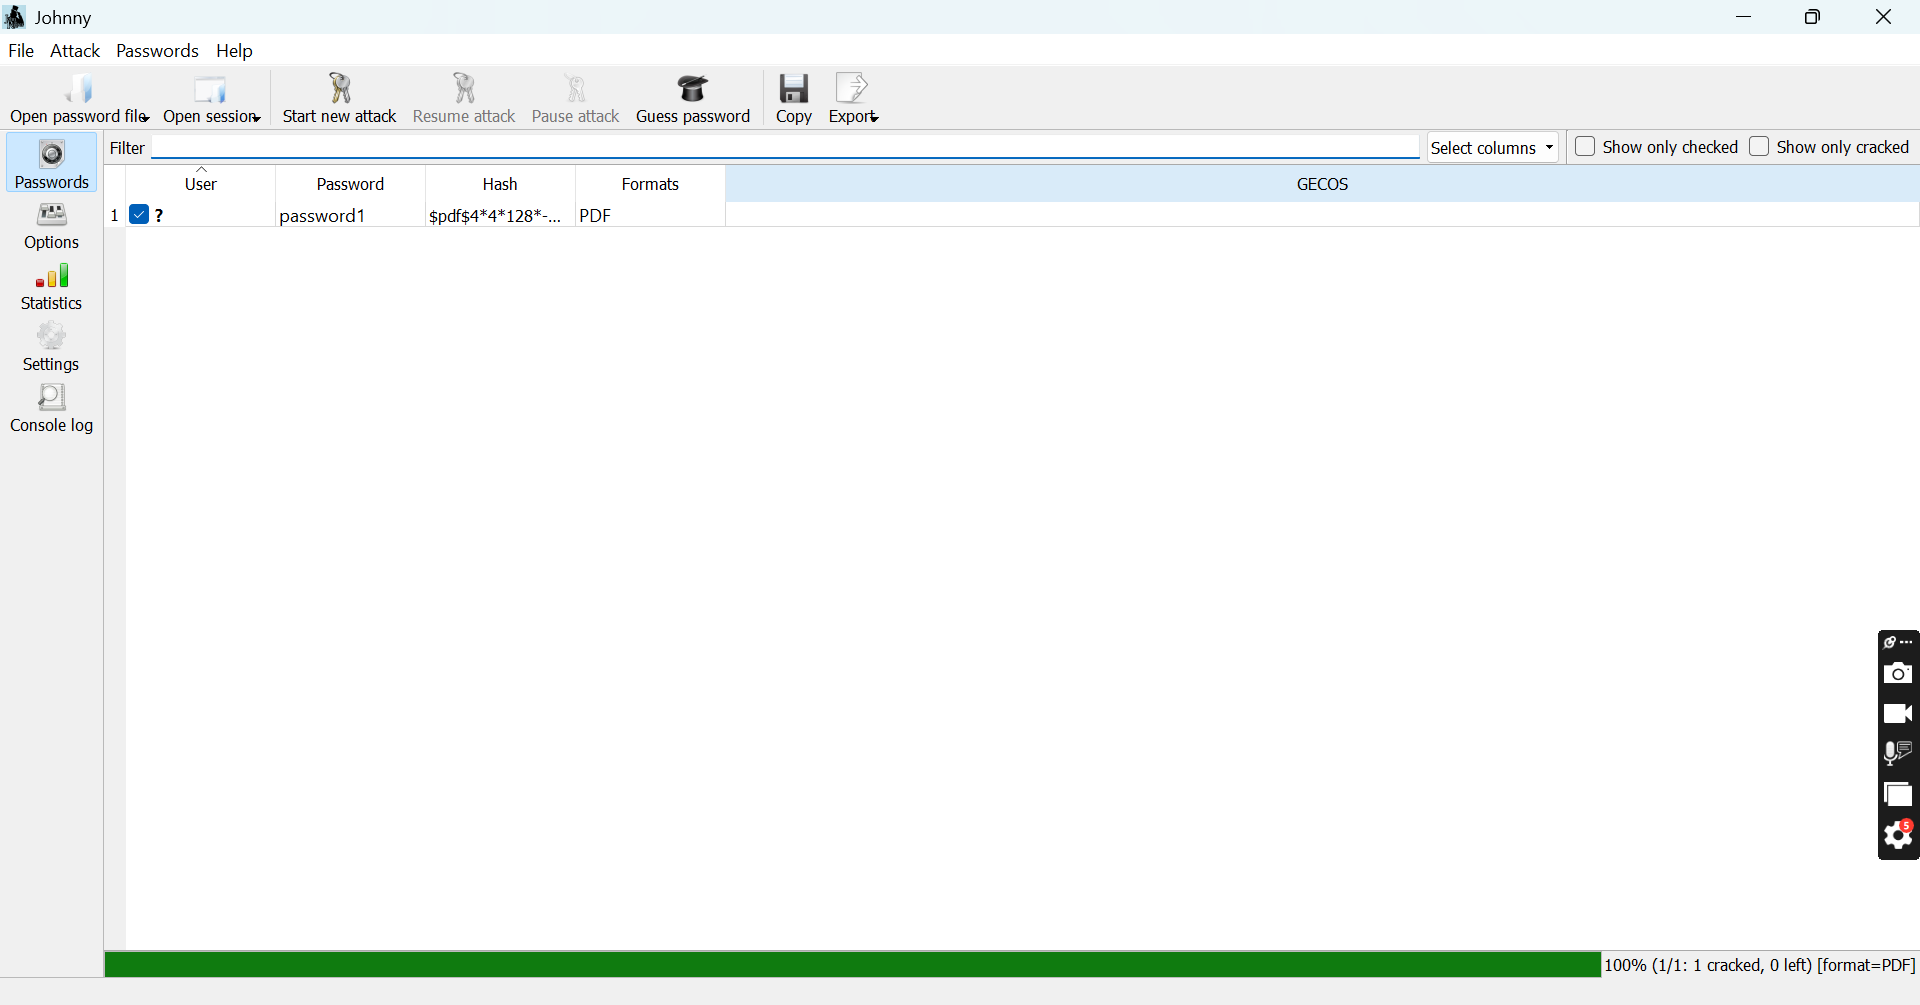 Johnny
File Attack Passwords Help
Open password file Open session Start new attack Resume attack Pause attack Guess password Copy Export
Passwords
Options
Statistics
Settings
Console log
Filter Select columns Show only checked Show only cracked
User Password Hash Formats GECOS
1 ? password1 $pdf$4*4*128*-... PDF
5
100% (1/1: 1 cracked, 0 left) [format=PDF]